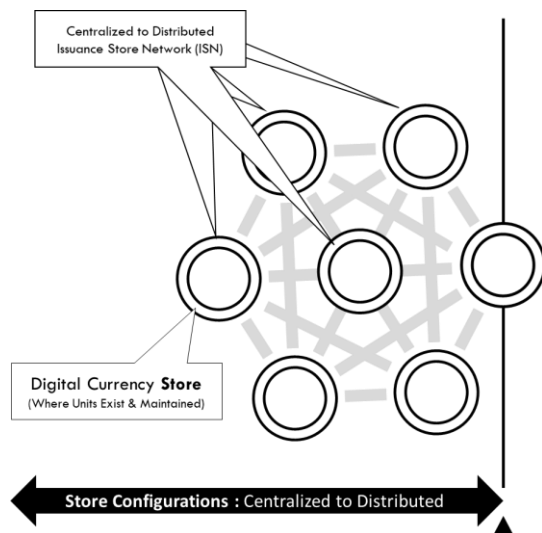 Centralized to Distributed
Issuance Store Network (ISN)
Digital Currency Store
(Where Units Exist & Maintained)
Store Configurations : Centralized to Distributed